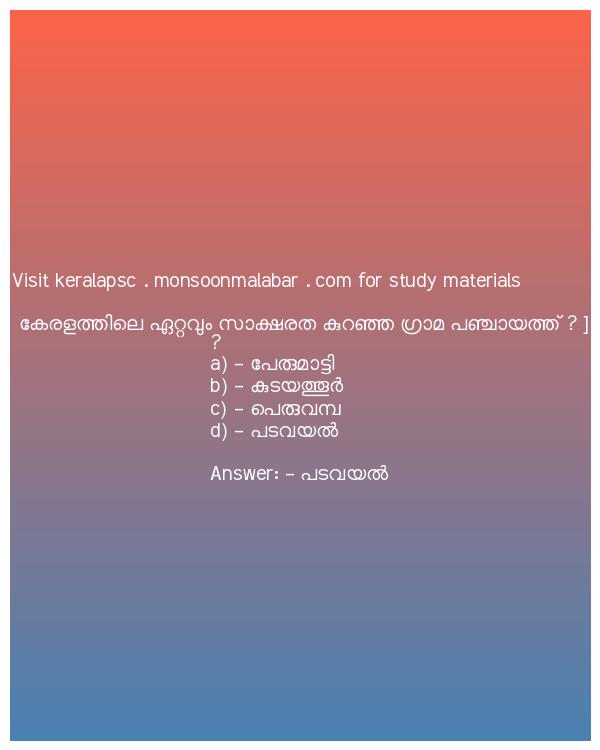 Visit keralapsc . monsoonmalabar . com for study materials
കേരളത്തിലെ ഏറ്റവും സാക്ഷരത കുറഞ്ഞ ഗ്രാമ പഞ്ചായത്ത് ? ]
?
a) – പേരുമാട്ടി
b) – കുടയത്തൂർ
c) – പെരുവമ്പ
d) – പടവയൽ
Answer: – പടവയൽ